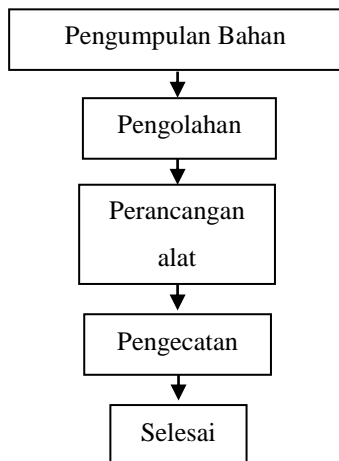 Pengumpulan Bahan
Pengolahan
Perancangan
alat
Pengecatan
Selesai